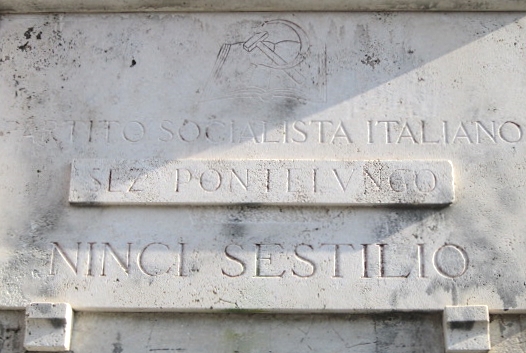 PARTITO SOCIALISTA ITALIANO
SEZ. PONTELVNGO
NINCI SESTILIO